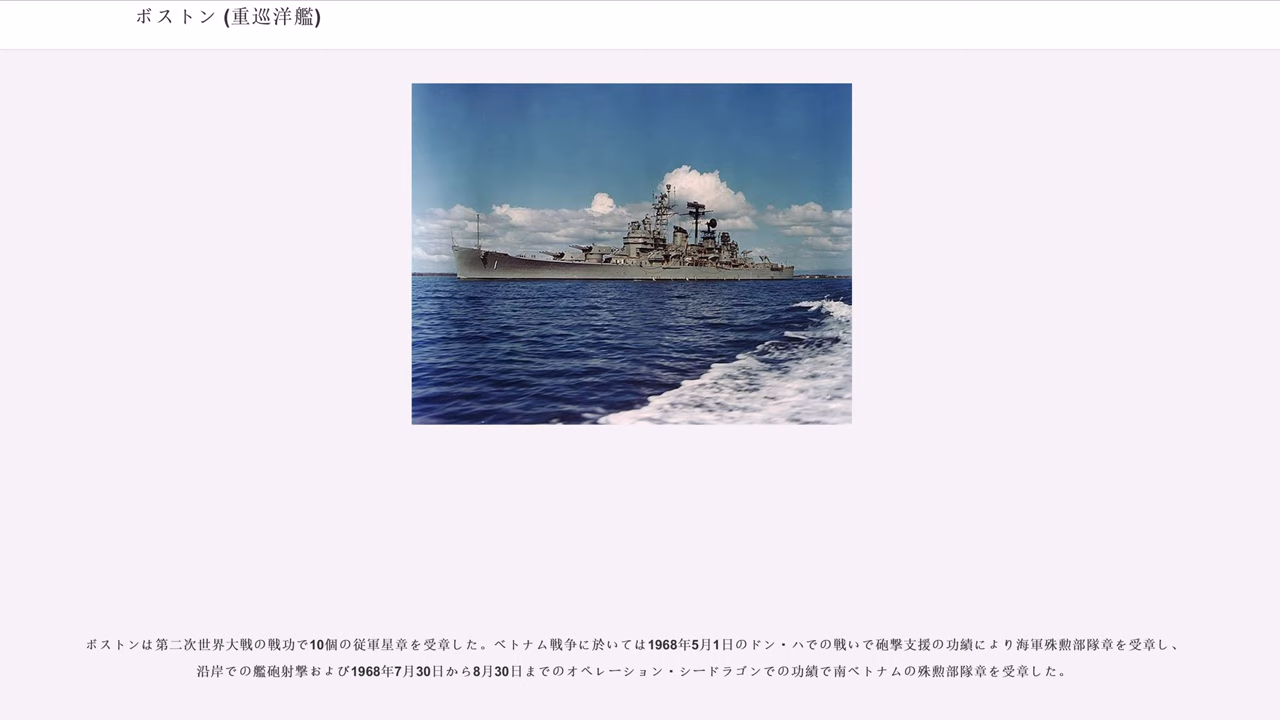 ボストン (重巡洋艦)
1
ボストンは第二次世界大戦の戦功で10個の従軍星章を受章した。ベトナム戦争に於いては1968年5月1日のドン・ハでの戦いで砲撃支援の功績により海軍殊勲部隊章を受章し、
沿岸での艦砲射撃および1968年7月30日から8月30日までのオペレーション・シードラゴンでの功績で南ベトナムの殊勲部隊章を受章した。